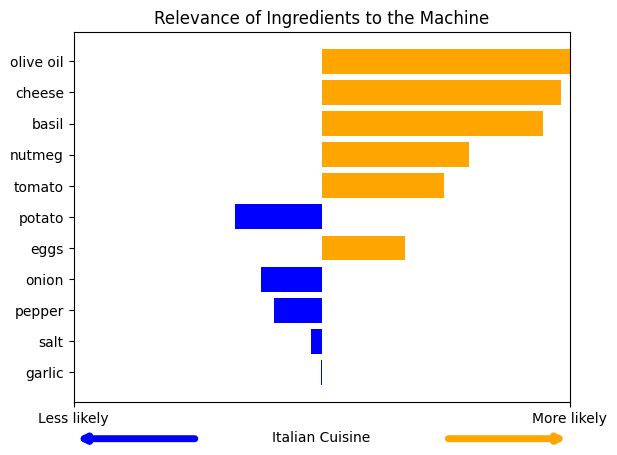 Relevance of Ingredients to the Machine
olive oil
cheese
basil
nutmeg
tomato
potato
eggs
onion
pepper
salt
garlic
Less likely
More likely
Italian Cuisine